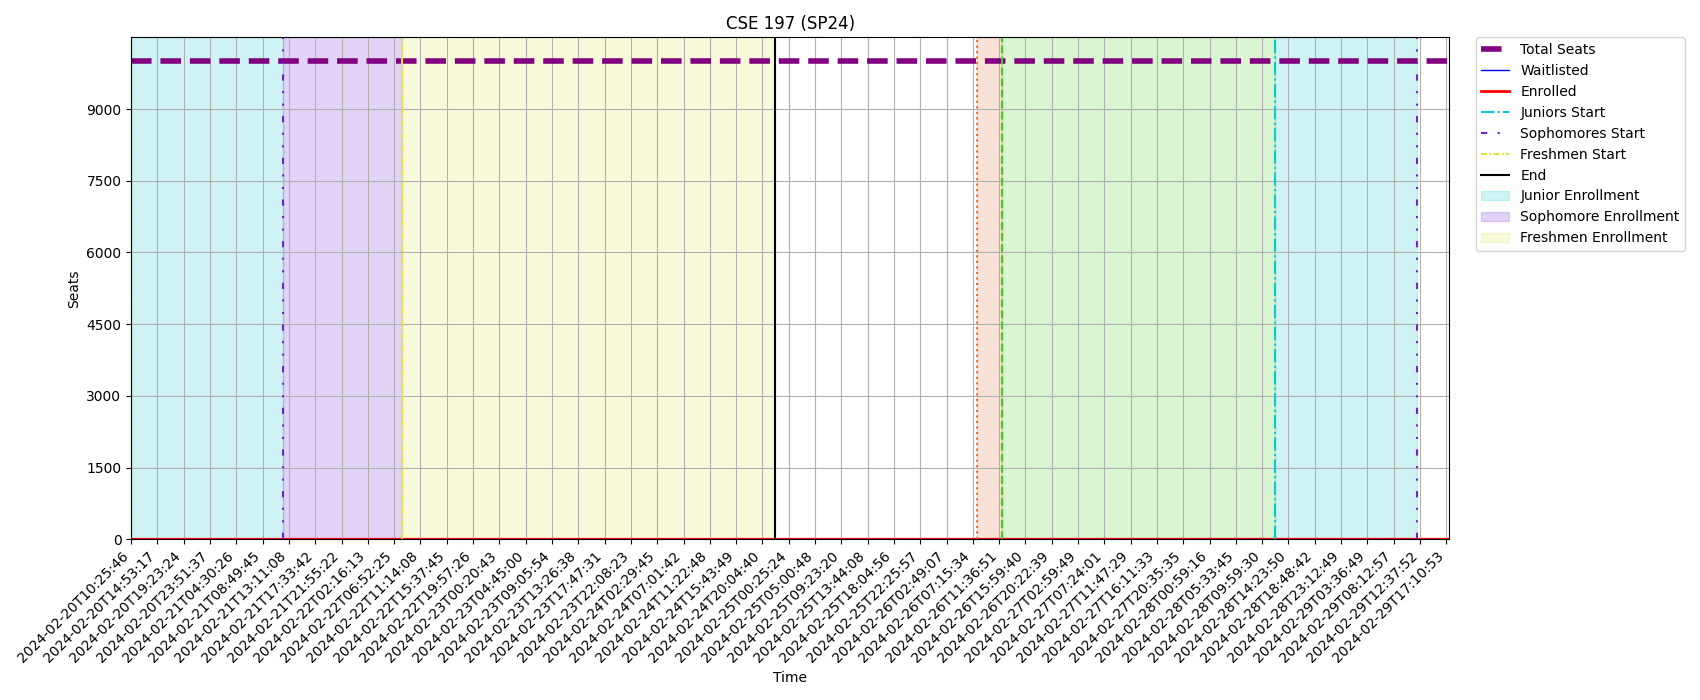 CSE 197 (SP24)
Total Seats
Waitlisted
Enrolled
Juniors Start
Sophomores Start
Freshmen Start
End
Junior Enrollment
Sophomore Enrollment
Freshmen Enrollment
Seats
9000
7500
6000
4500
3000
1500
0
2024-02-20T10:25:46
2024-02-20T14:53:17
2024-02-20T19:23:24
2024-02-20T23:51:37
2024-02-21T04:30:26
2024-02-21T08:49:45
2024-02-21T13:11:08
2024-02-21T17:33:42
2024-02-21T21:55:22
2024-02-22T02:16:13
2024-02-22T06:52:25
2024-02-22T11:14:08
2024-02-22T15:37:45
2024-02-22T19:57:26
2024-02-23T00:20:43
2024-02-23T04:45:00
2024-02-23T09:05:54
2024-02-23T13:26:38
2024-02-23T17:47:31
2024-02-23T22:08:23
2024-02-24T02:29:45
2024-02-24T07:01:42
2024-02-24T11:22:48
2024-02-24T15:43:49
2024-02-24T20:04:40
2024-02-25T00:25:24
2024-02-25T05:00:48
2024-02-25T09:23:20
2024-02-25T13:44:08
2024-02-25T18:04:56
2024-02-25T22:25:57
2024-02-26T02:49:07
2024-02-26T07:15:34
2024-02-26T11:36:51
2024-02-26T15:59:40
2024-02-26T20:22:39
2024-02-27T02:59:49
2024-02-27T07:24:01
2024-02-27T11:47:29
2024-02-27T16:11:33
2024-02-27T20:35:35
2024-02-28T00:59:16
2024-02-28T05:33:45
2024-02-28T09:59:30
2024-02-28T14:23:50
2024-02-28T18:48:42
2024-02-28T23:12:49
2024-02-29T03:36:49
2024-02-29T08:12:57
2024-02-29T12:37:52
2024-02-29T17:10:53
Time